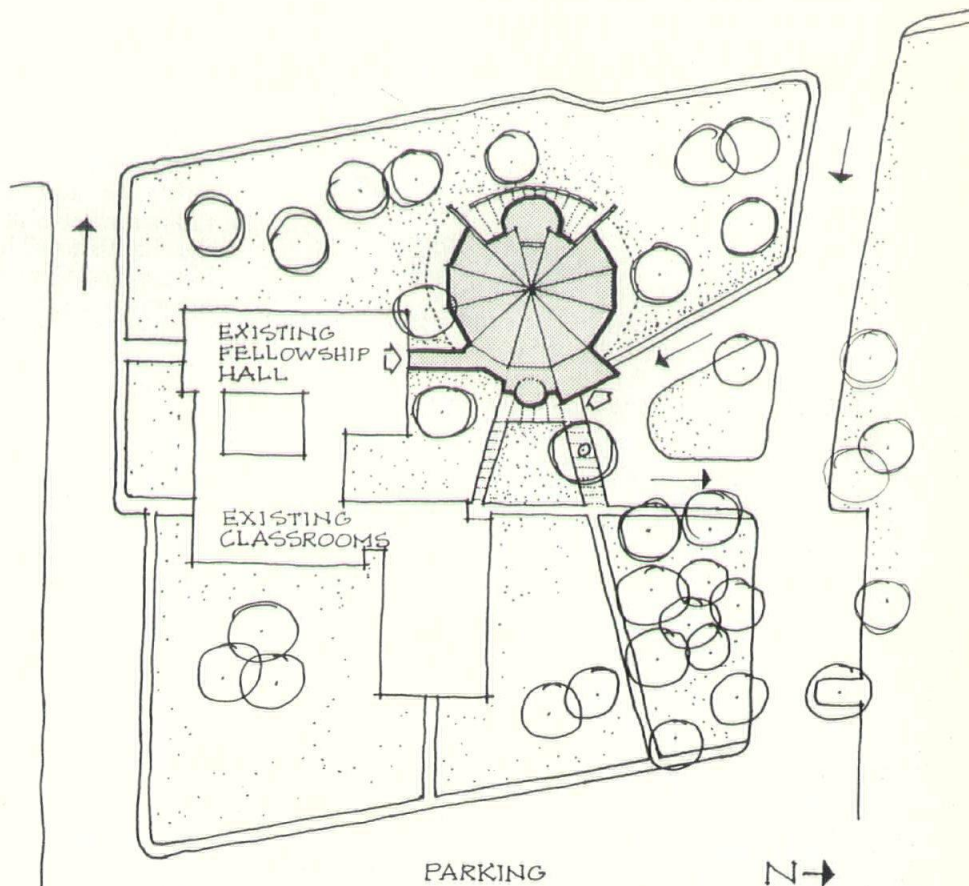 EXISTING
FELLOWSHIP
HALL
EXISTING
CLASSROOMS
PARKING
N